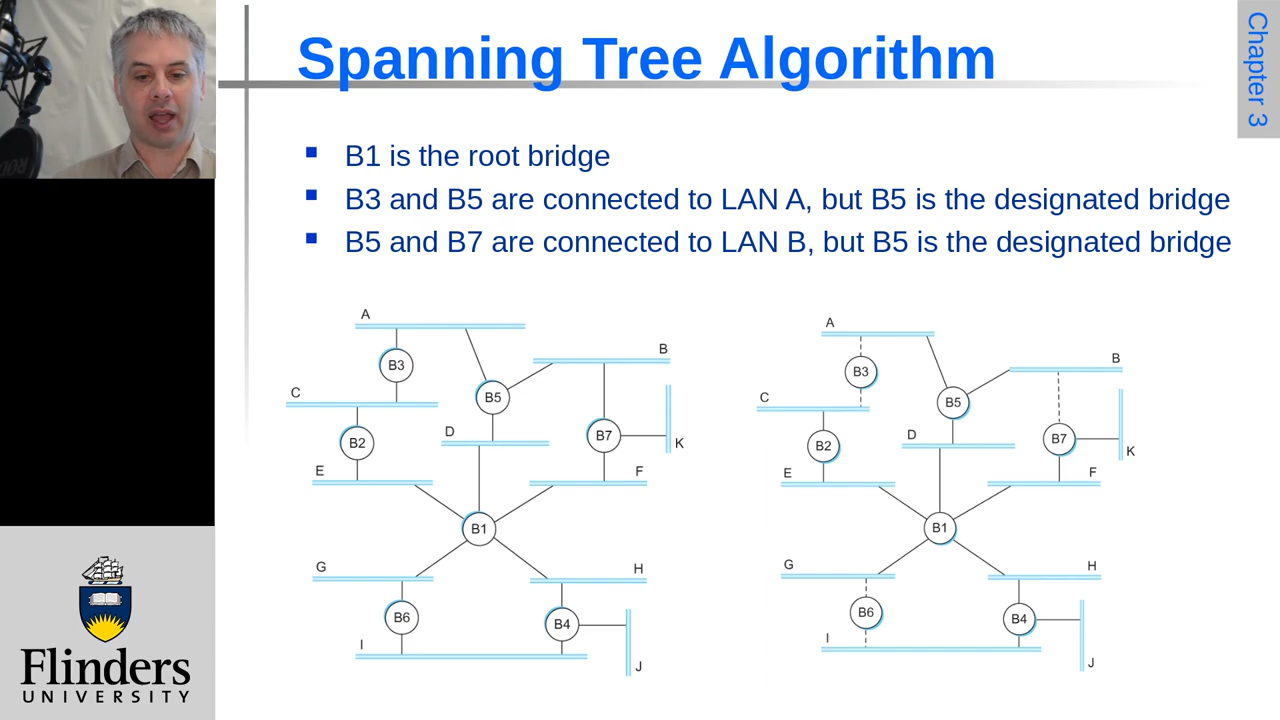 Spanning Tree Algorithm
Chapter 3
B1 is the root bridge
B3 and B5 are connected to LAN A, but B5 is the designated bridge
B5 and B7 are connected to LAN B, but B5 is the designated bridge
A
B
B3
B5
C
D
B2
B7
K
E
F
B1
G
H
B6
B4
I
J
A
B
B3
B5
C
D
B2
B7
K
E
F
B1
G
H
B6
B4
I
J
RØDE
Flinders
UNIVERSITY